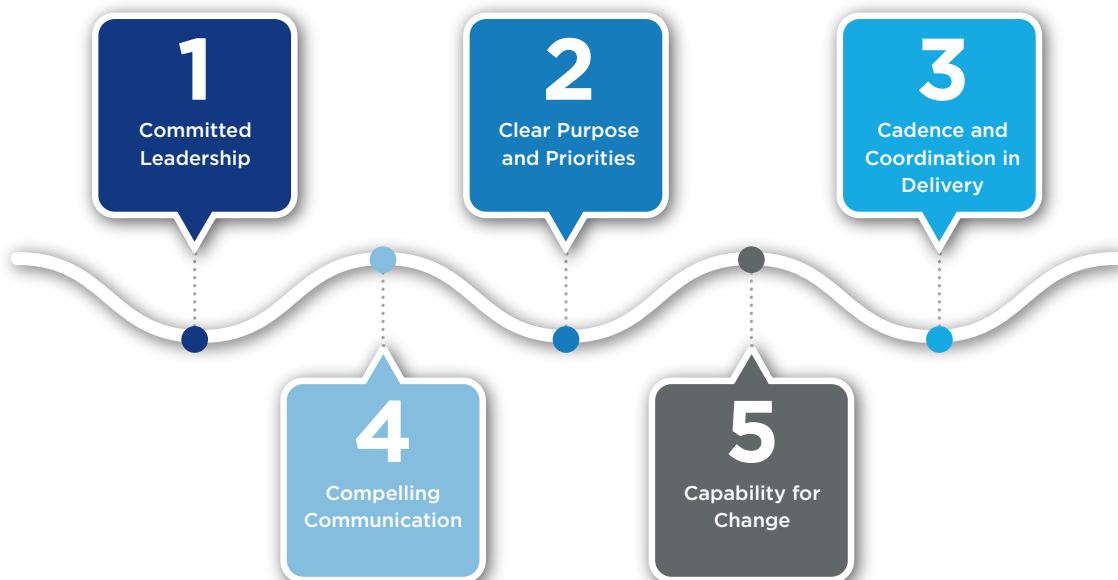 1
Committed
Leadership
2
Clear Purpose
and Priorities
3
Cadence and
Coordination in
Delivery
4
Compelling
Communication
5
Capability for
Change